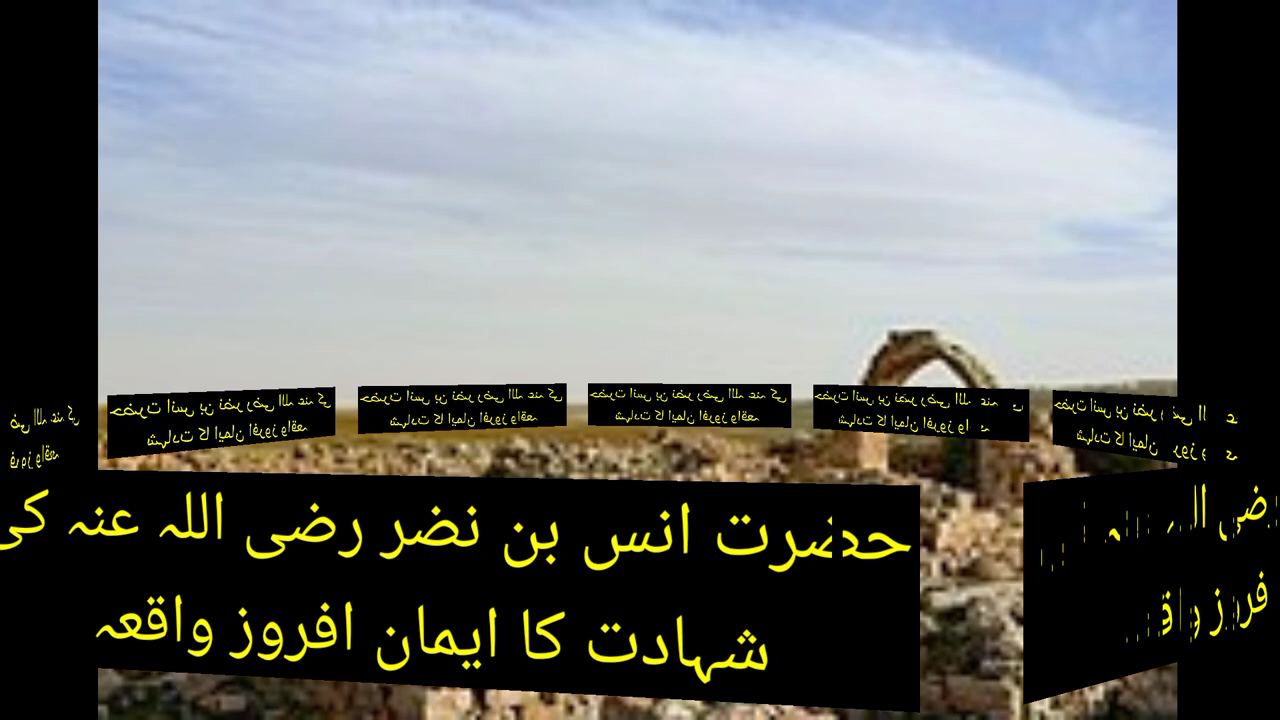 حضرت انس بن نضر رضی اللہ عنہ کی
شہادت کا ایمان افروز واقعہ